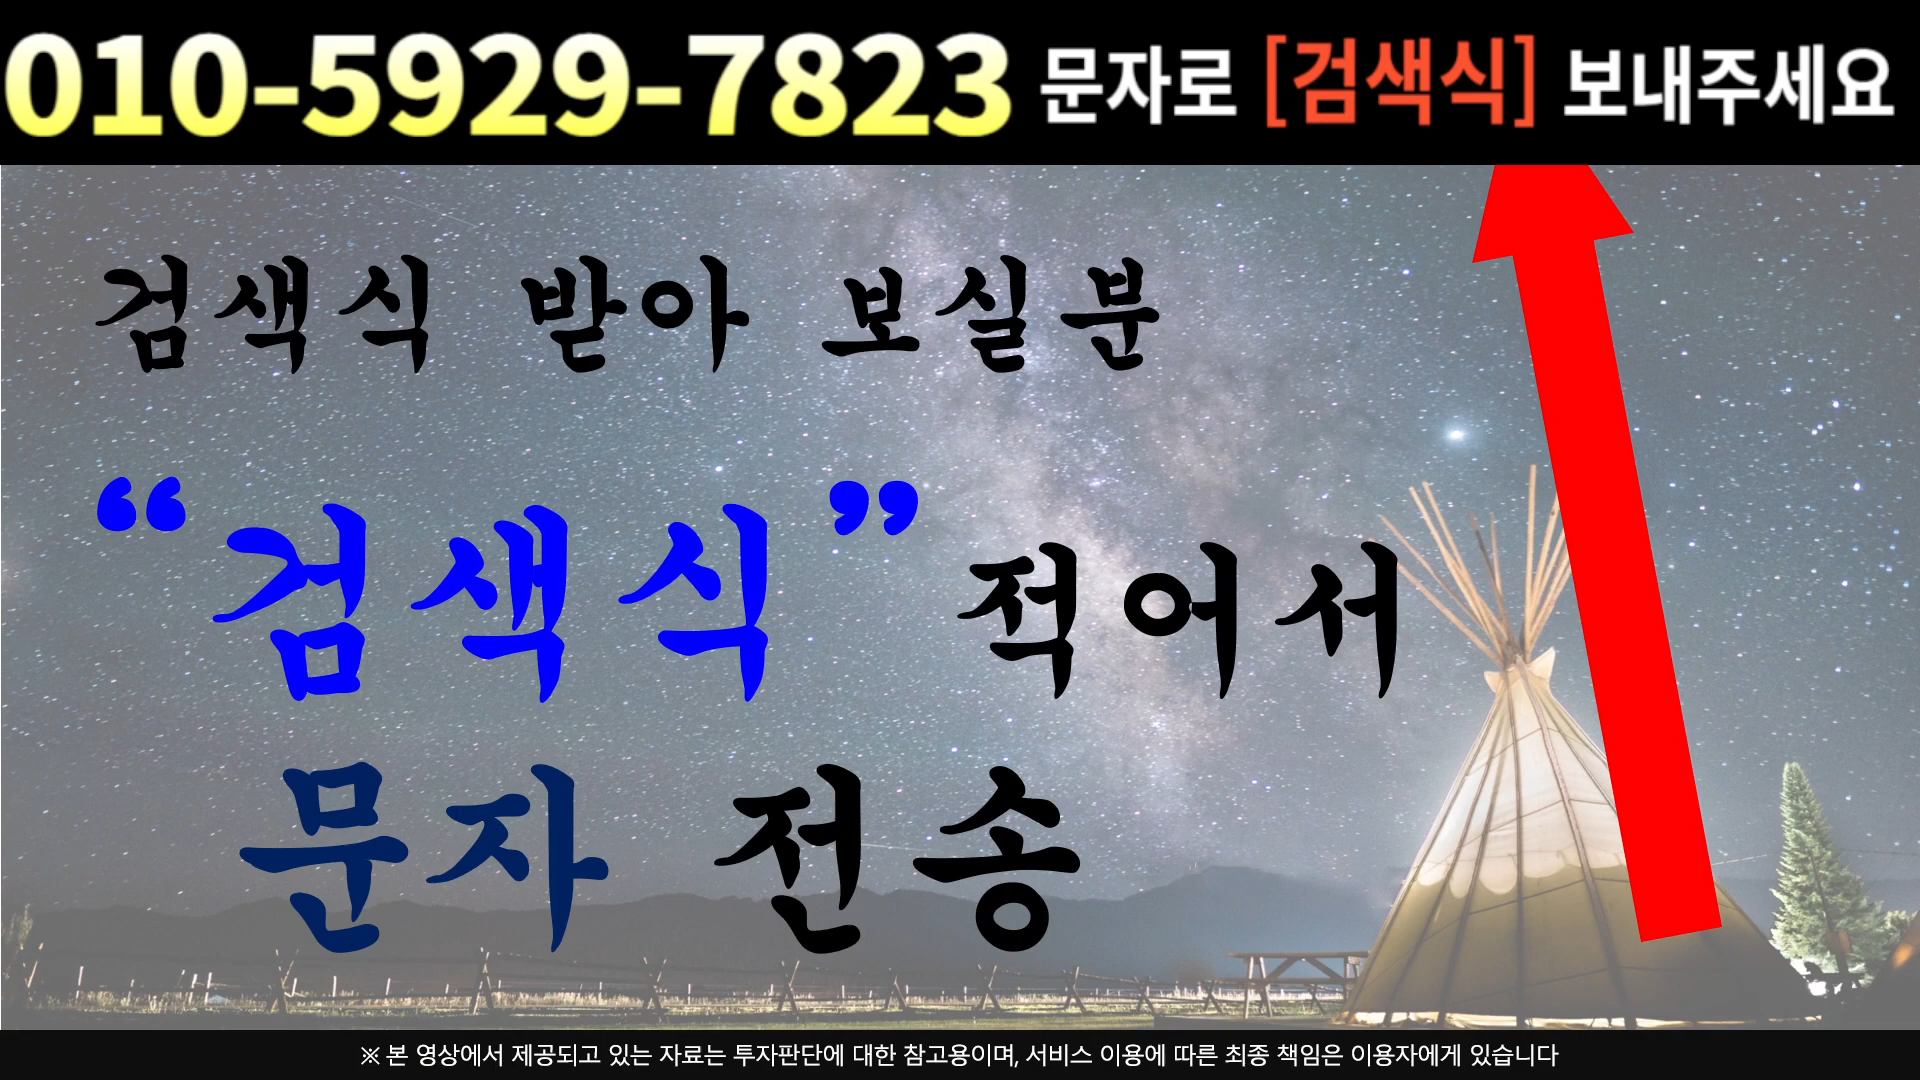 010-5929-7823 문자로 [검색식] 보내주세요
검색식 받아 보실분
“검색식” 적어서
문자 전송
※ 본 영상에서 제공되고 있는 자료는 투자판단에 대한 참고용이며, 서비스 이용에 따른 최종 책임은 이용자에게 있습니다